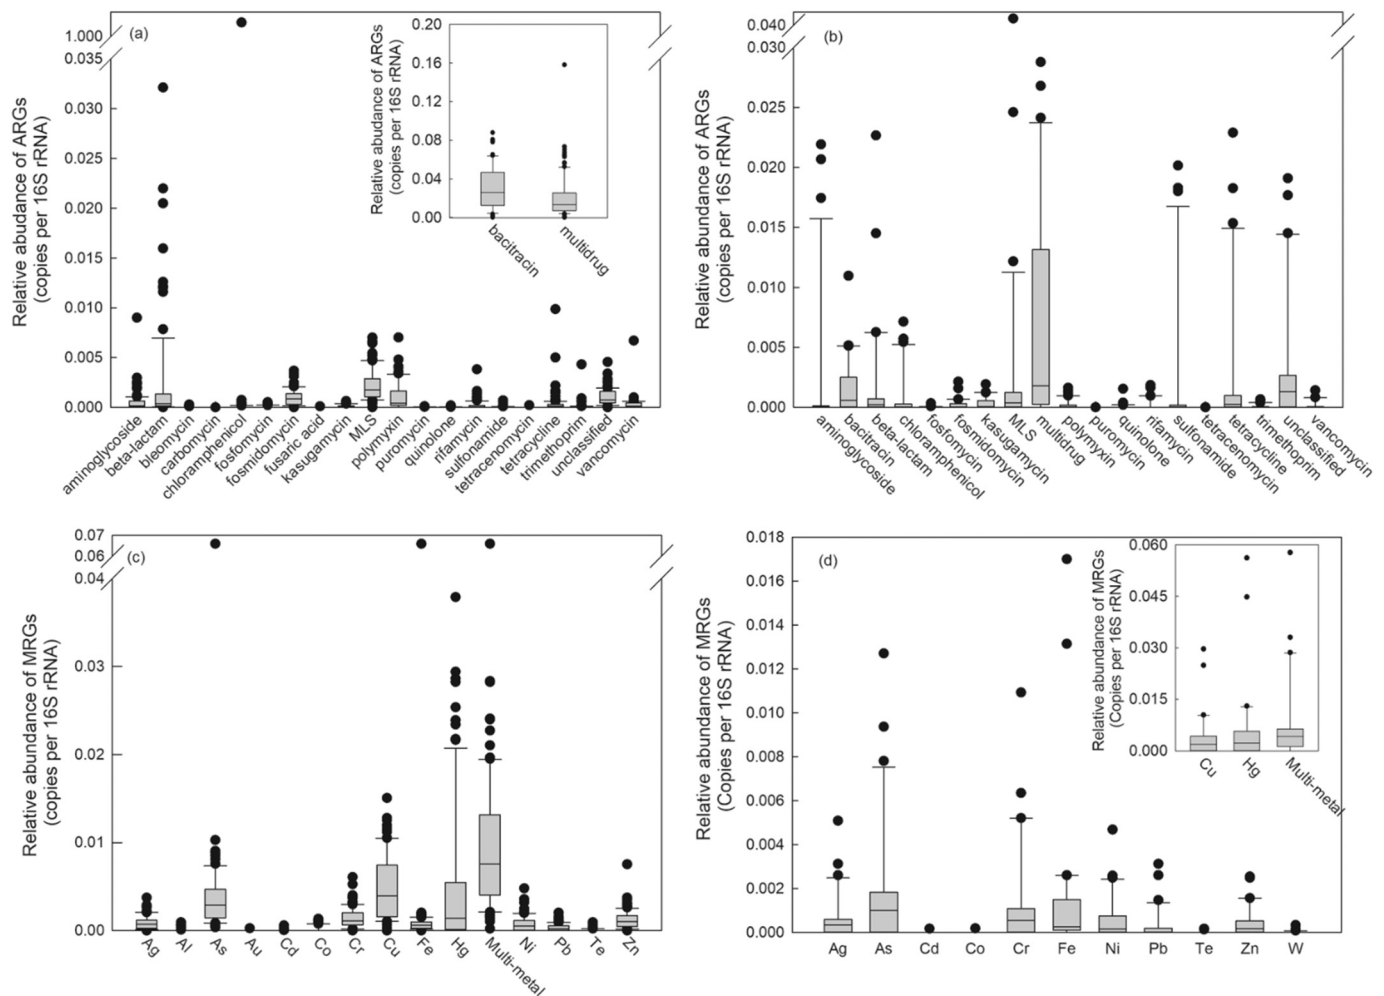 (a)
Relative abudance of ARGs
(copies per 16S rRNA)
1.000
0.035
0.030
0.025
0.020
0.015
0.010
0.005
0.000
aminoglycoside
beta-lactam
bleomycin
carbomycin
chloramphenicol
fosfomycin
fosmidomycin
fusaric acid
kasugamycin
MLS
polymyxin
puromycin
quinolone
rifamycin
sulfonamide
tetracenomycin
tetracycline
trimethoprim
unclassified
vancomycin
Relative abudance of ARGs
(copies per 16S rRNA)
0.20
0.16
0.12
0.08
0.04
0.00
bacitracin
multidrug
(b)
Relative abundance of ARGs
(copies per 16S rRNA)
0.040
0.030
0.025
0.020
0.015
0.010
0.005
0.000
aminoglycoside
bacitracin
beta-lactam
chloramphenicol
fosfomycin
fosmidomycin
kasugamycin
MLS
multidrug
polymyxin
puromycin
quinolone
rifamycin
sulfonamide
tetracenomycin
tetracycline
trimethoprim
unclassified
vancomycin
(c)
Relative abundance of MRGs
(copies per 16S rRNA)
0.07
0.06
0.04
0.03
0.02
0.01
0.00
Ag
Al
As
Au
Cd
Co
Cr
Cu
Fe
Hg
Multi-metal
Ni
Pb
Te
Zn
(d)
Relative abundance of MRGs
(Copies per 16S rRNA)
0.018
0.016
0.014
0.012
0.010
0.008
0.006
0.004
0.002
0.000
Ag
As
Cd
Co
Cr
Fe
Ni
Pb
Te
Zn
W
Relative abundance of MRGs
(Copies per 16S rRNA)
0.060
0.045
0.030
0.015
0.000
Cu
Hg
Multi-metal